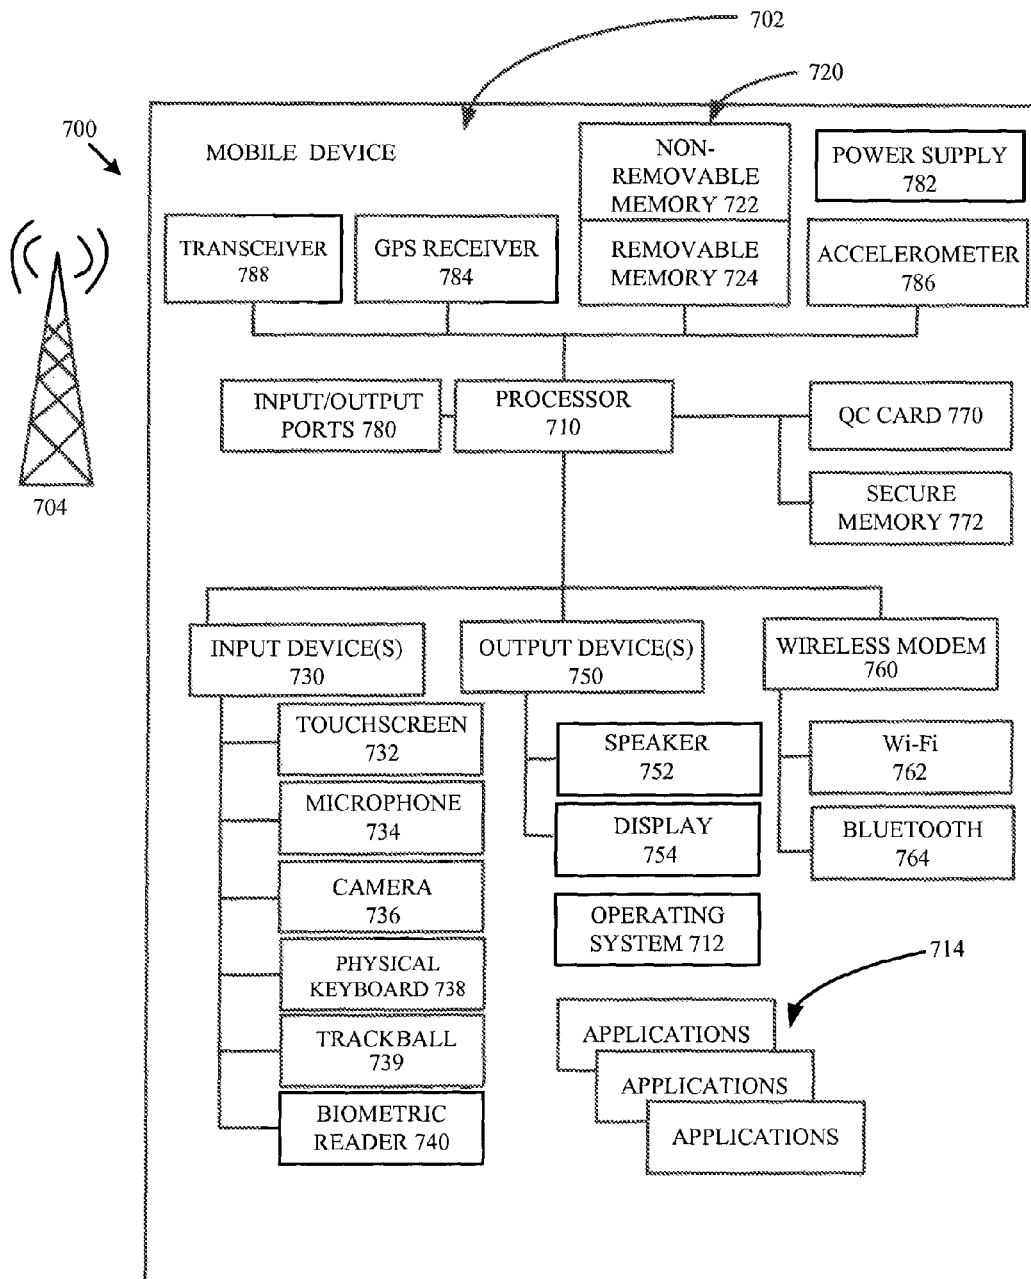 702
720
700
MOBILE DEVICE
NON-
REMOVABLE
MEMORY 722
POWER SUPPLY
782
TRANSCEIVER
788
GPS RECEIVER
784
REMOVABLE
MEMORY 724
ACCELEROMETER
786
INPUT/OUTPUT
PORTS 780
PROCESSOR
710
QC CARD 770
704
SECURE
MEMORY 772
INPUT DEVICE(S)
730
OUTPUT DEVICE(S)
750
WIRELESS MODEM
760
TOUCHSCREEN
732
SPEAKER
752
Wi-Fi
762
MICROPHONE
734
DISPLAY
754
BLUETOOTH
764
CAMERA
736
OPERATING
SYSTEM 712
714
PHYSICAL
KEYBOARD 738
TRACKBALL
739
APPLICATIONS
APPLICATIONS
APPLICATIONS
BIOMETRIC
READER 740